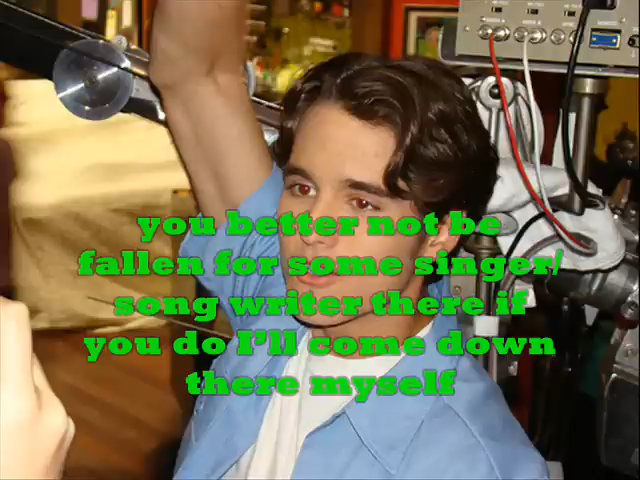 you better not be
fallen for some singer/
song writer there if
you do I'll come down
there myself